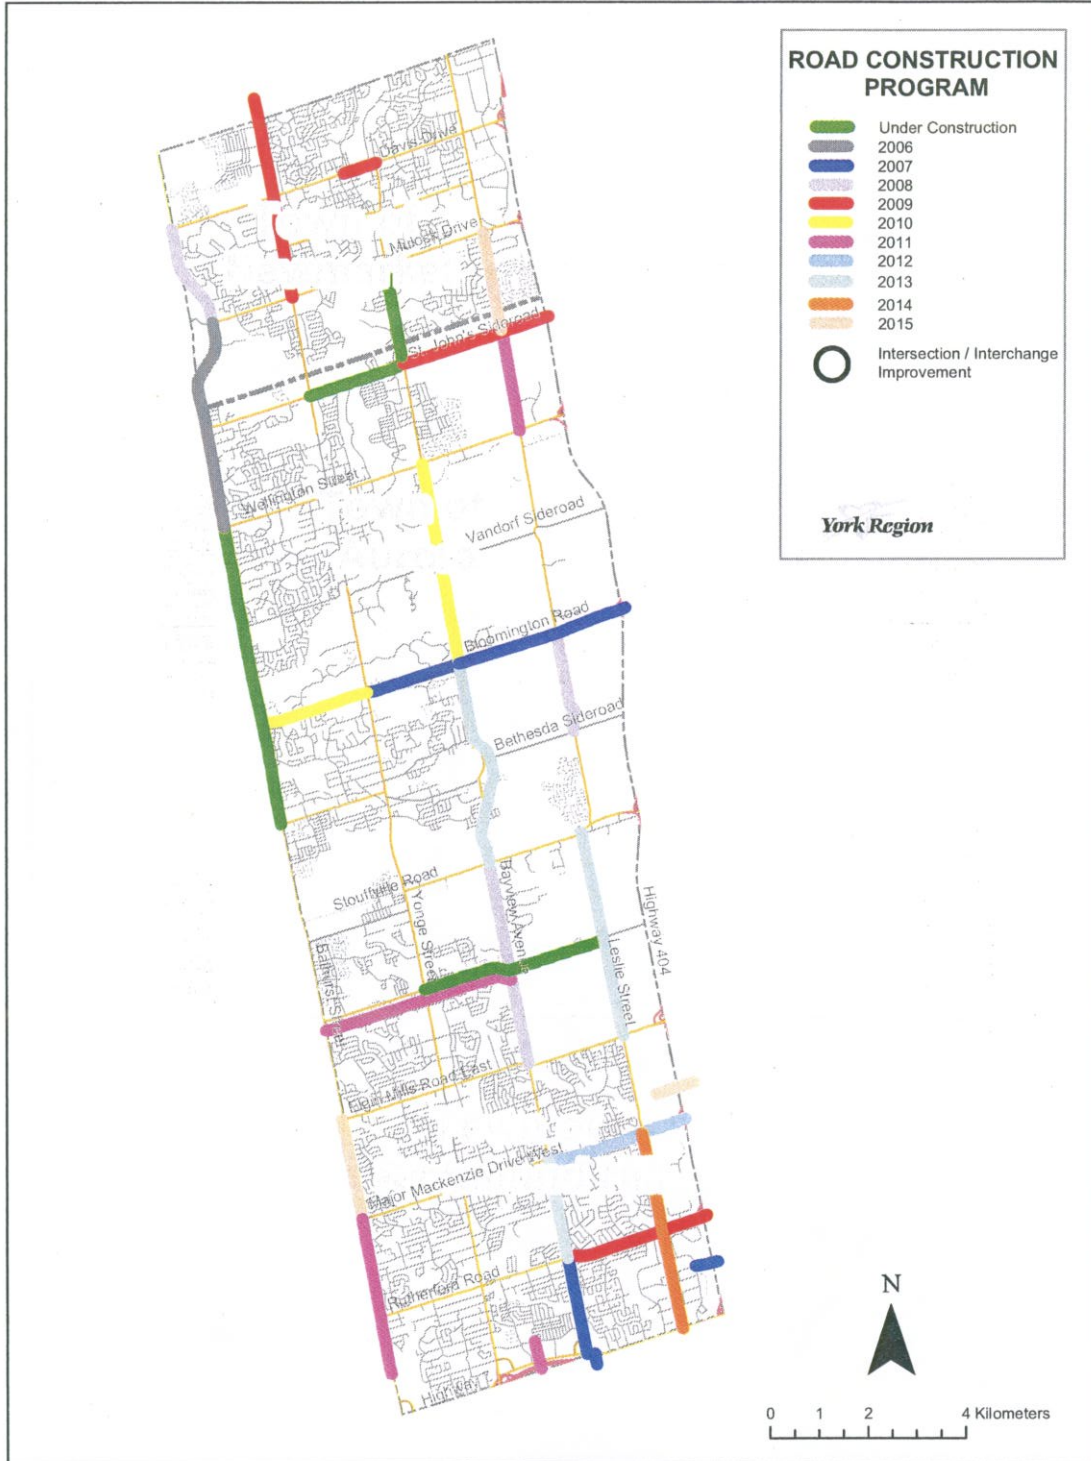 ROAD CONSTRUCTION
PROGRAM
Under Construction
2006
2007
2008
2009
2010
2011
2012
2013
2014
2015
Intersection / Interchange
Improvement
York Region
Davis Drive
Mulock Drive
St. John's Sideroad
Wellington Street
Vandorf Sideroad
Bloomington Road
Bethesda Sideroad
Stouffville Road
Yonge Street
Bayview Avenue
Bathurst Street
Leslie Street
Highway 404
Elgin Mills Road East
Major Mackenzie Drive West
Rutherford Road
Highway 7
N
0 1 2 4 Kilometers